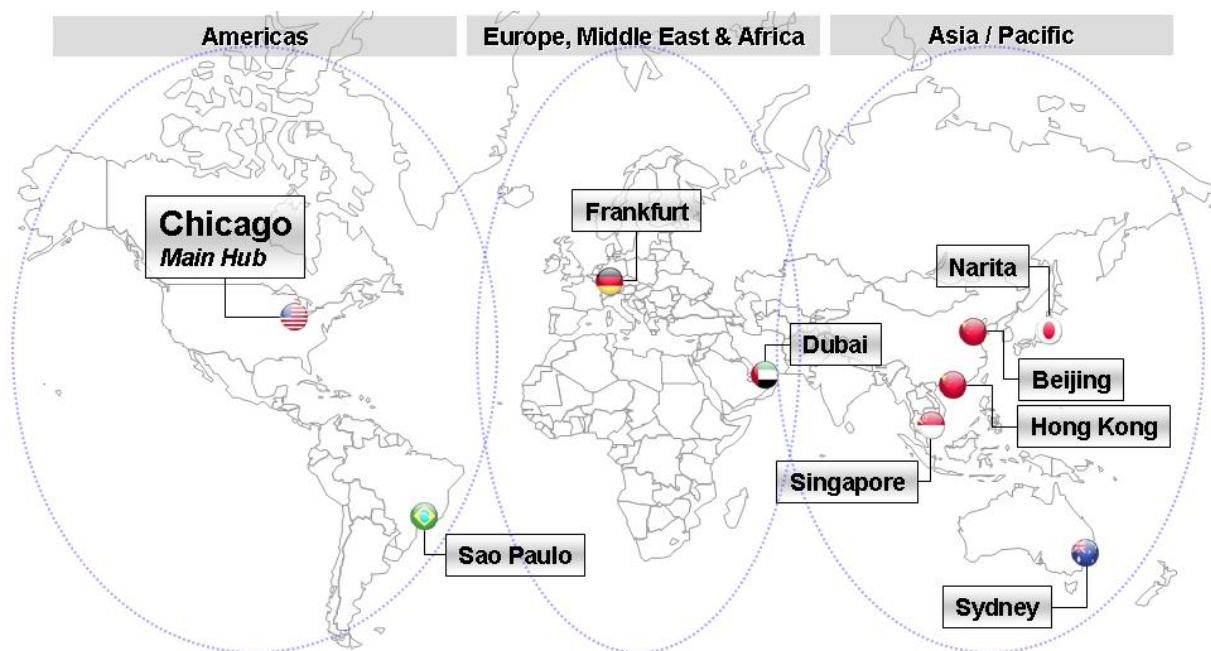 Americas
Europe, Middle East & Africa
Asia / Pacific
Chicago
Main Hub
Frankfurt
Narita
Dubai
Beijing
Hong Kong
Singapore
Sao Paulo
Sydney